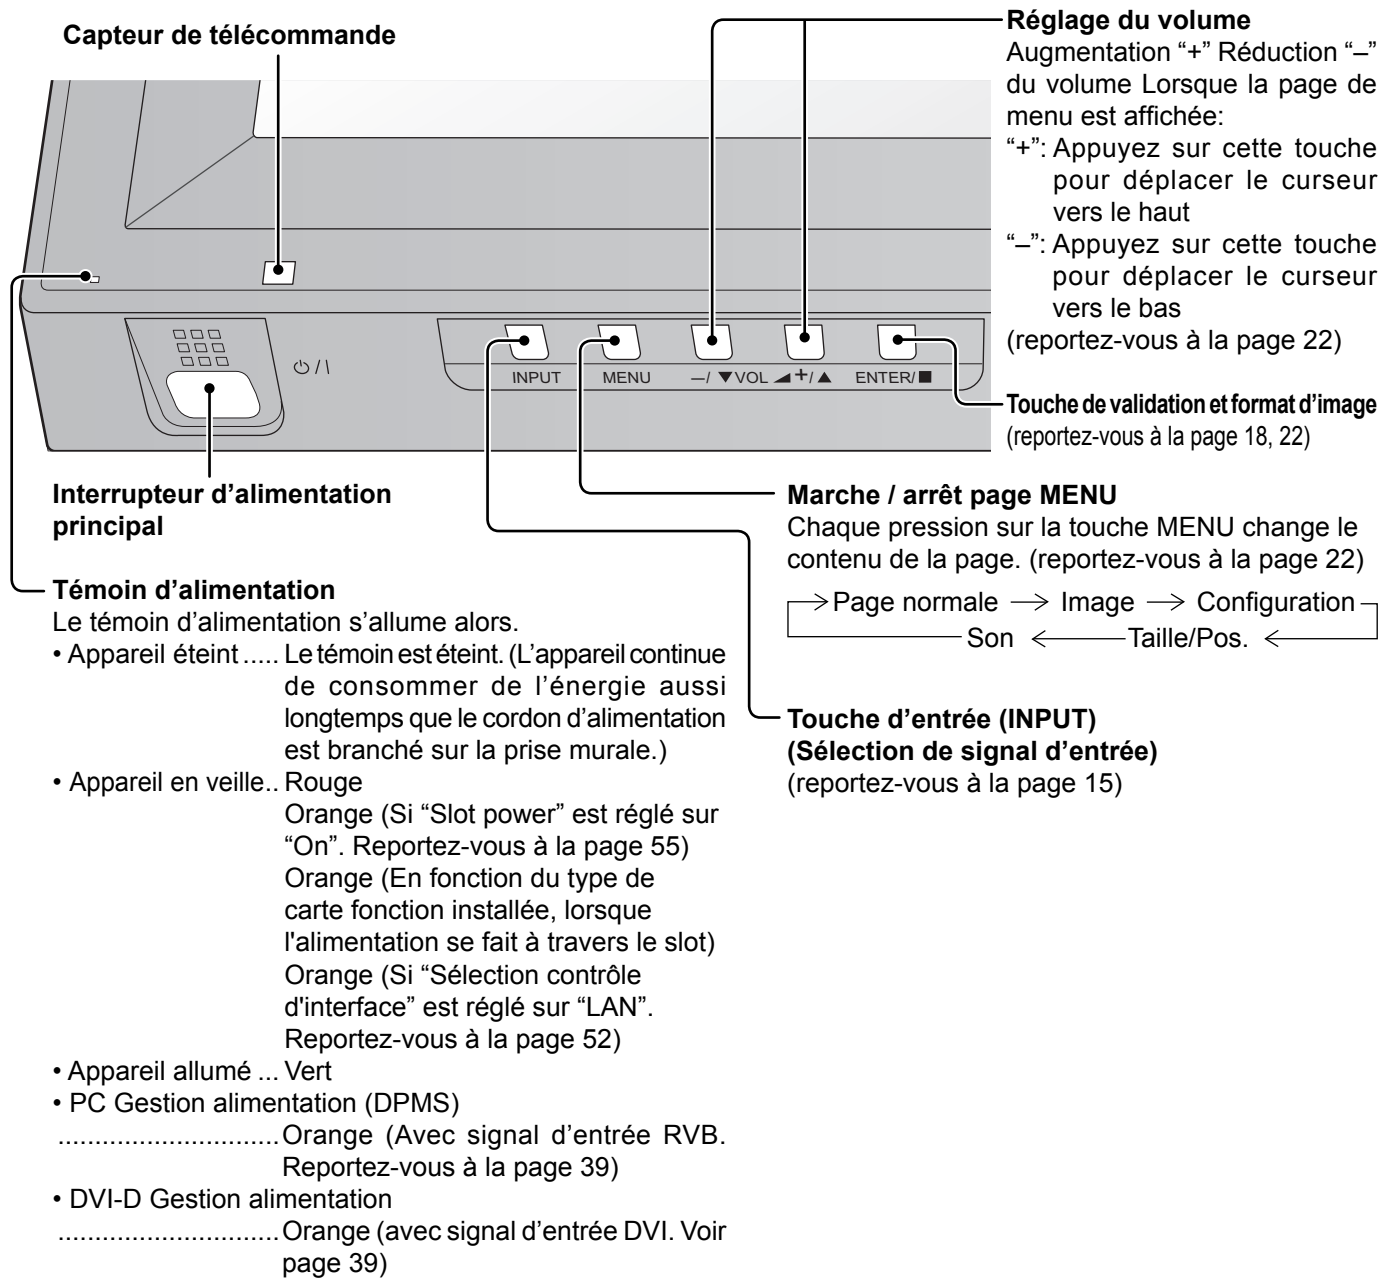 Capteur de télécommande
Réglage du volume
Augmentation “+” Réduction “–”
du volume Lorsque la page de
menu est affichée:
“+”: Appuyez sur cette touche
pour déplacer le curseur
vers le haut
“–”: Appuyez sur cette touche
pour déplacer le curseur
vers le bas
(reportez-vous à la page 22)
INPUT MENU –/ ▼VOL ◢ +/▲ ENTER/■
Touche de validation et format d’image
(reportez-vous à la page 18, 22)
Interrupteur d’alimentation
principal
Marche / arrêt page MENU
Chaque pression sur la touche MENU change le
contenu de la page. (reportez-vous à la page 22)
Page normale → Image → Configuration
Son ← Taille/Pos. ←
Touche d’entrée (INPUT)
(Sélection de signal d’entrée)
(reportez-vous à la page 15)
Témoin d’alimentation
Le témoin d’alimentation s’allume alors.
• Appareil éteint ..... Le témoin est éteint. (L’appareil continue
de consommer de l’énergie aussi
longtemps que le cordon d’alimentation
est branché sur la prise murale.)
• Appareil en veille.. Rouge
Orange (Si “Slot power” est réglé sur
“On”. Reportez-vous à la page 55)
Orange (En fonction du type de
carte fonction installée, lorsque
l'alimentation se fait à travers le slot)
Orange (Si “Sélection contrôle
d'interface” est réglé sur “LAN”.
Reportez-vous à la page 52)
• Appareil allumé ... Vert
• PC Gestion alimentation (DPMS)
.............................. Orange (Avec signal d’entrée RVB.
Reportez-vous à la page 39)
• DVI-D Gestion alimentation
.............................. Orange (avec signal d’entrée DVI. Voir
page 39)